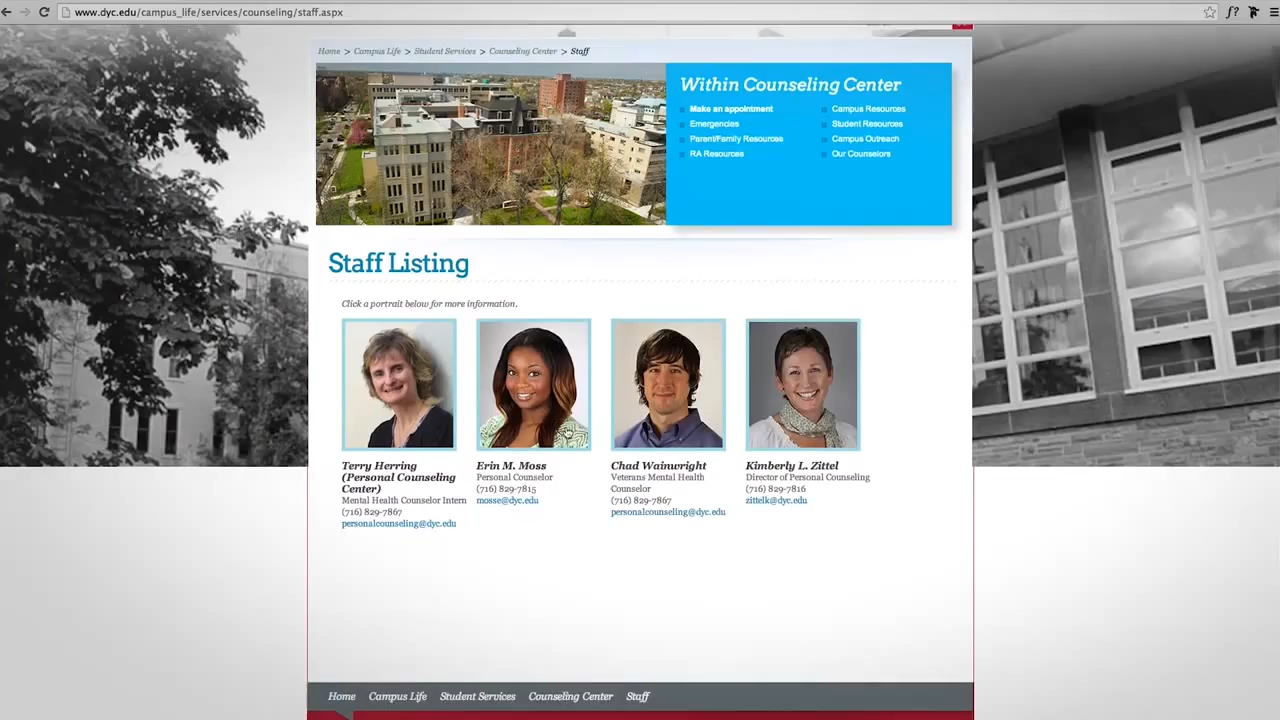 www.dyc.edu/campus_life/services/counseling/staff.aspx
f?
Home > Campus Life > Student Services > Counseling Center > Staff
Within Counseling Center
Make an appointment
Emergencies
Parent/Family Resources
RA Resources
Campus Resources
Student Resources
Campus Outreach
Our Counselors
Staff Listing
Click a portrait below for more information.
Terry Herring
(Personal Counseling
Center)
Mental Health Counselor Intern
(716) 829-7867
personalcounseling@dyc.edu
Erin M. Moss
Personal Counselor
(716) 829-7815
mosse@dyc.edu
Chad Wainwright
Veterans Mental Health
Counselor
(716) 829-7867
personalcounseling@dyc.edu
Kimberly L. Zittel
Director of Personal Counseling
(716) 829-7816
zittelk@dyc.edu
Home Campus Life Student Services Counseling Center Staff